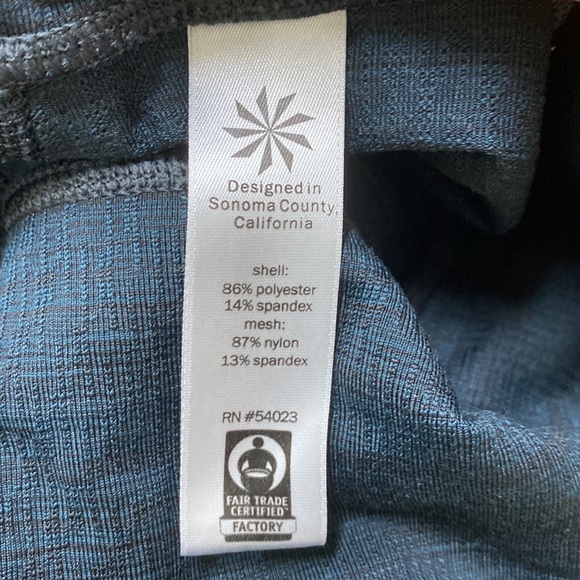 Designed in
Sonoma County,
California
shell:
86% polyester
14% spandex
mesh:
87% nylon
13% spandex
RN #54023
FAIR TRADE
CERTIFIED™
FACTORY